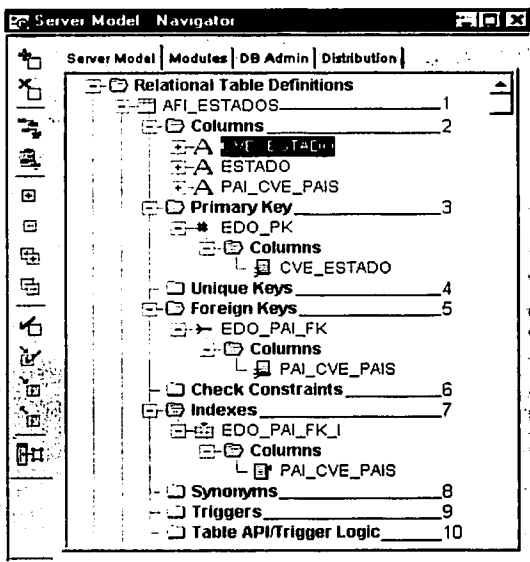 Server Model Navigator
Server Model Modules DB Admin Distribution
Relational Table Definitions
AFI_ESTADOS 1
Columns 2
CVE_ESTADO
ESTADO
PAI_CVE_PAIS
Primary Key 3
EDO_PK
Columns
CVE_ESTADO
Unique Keys 4
Foreign Keys 5
EDO_PAI_FK
Columns
PAI_CVE_PAIS
Check Constraints 6
Indexes 7
EDO_PAI_FK_I
Columns
PAI_CVE_PAIS
Synonyms 8
Triggers 9
Table API/Trigger Logic 10